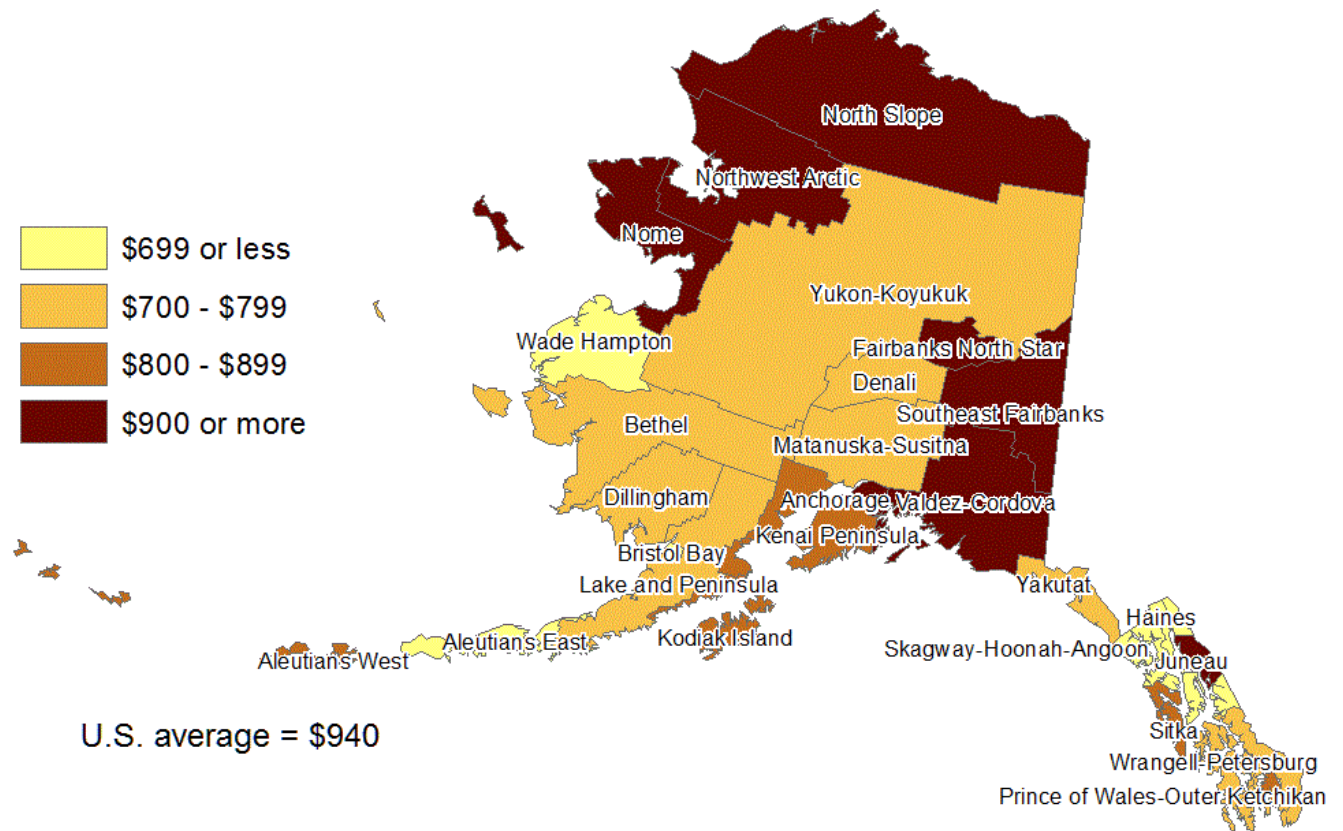 North Slope
Northwest Arctic
Nome
$699 or less
$700 - $799
$800 - $899
$900 or more
Yukon-Koyukuk
Wade Hampton
Fairbanks North Star
Denali
Southeast Fairbanks
Bethel
Matanuska-Susitna
Dillingham
Anchorage
Valdez-Cordova
Kenai Peninsula
Bristol Bay
Lake and Peninsula
Yakutat
Haines
Kodiak Island
Aleutians East
Skagway-Hoonah-Angoon
Juneau
Aleutians West
Sitka
U.S. average = $940
Wrangell-Petersburg
Prince of Wales-Outer Ketchikan